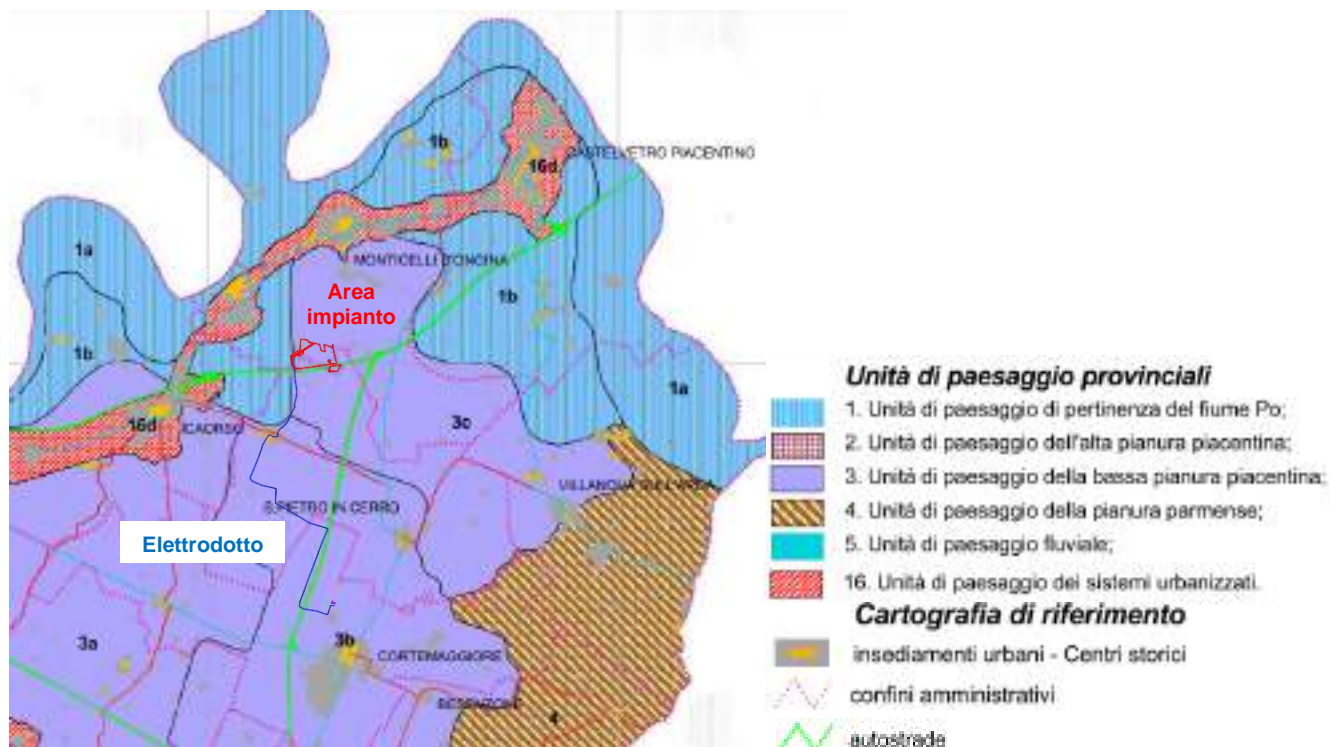 1b
16d
CASTELVETRO PIACENTINO
1a
MONTICELLI D'ONGINA
1b
Area
impianto
1b
1a
3c
16d
CAORSO
VILLANOVA SULL'ARDA
S.PIETRO IN CERRO
Elettrodotto
3a
3b
CORTEMAGGIORE
BESENZONE
4
Unità di paesaggio provinciali
1. Unità di paesaggio di pertinenza del fiume Po;
2. Unità di paesaggio dell'alta pianura piacentina;
3. Unità di paesaggio della bassa pianura piacentina;
4. Unità di paesaggio della pianura parmense;
5. Unità di paesaggio fluviale;
16. Unità di paesaggio dei sistemi urbanizzati.
Cartografia di riferimento
insediamenti urbani - Centri storici
confini amministrativi
autostrade